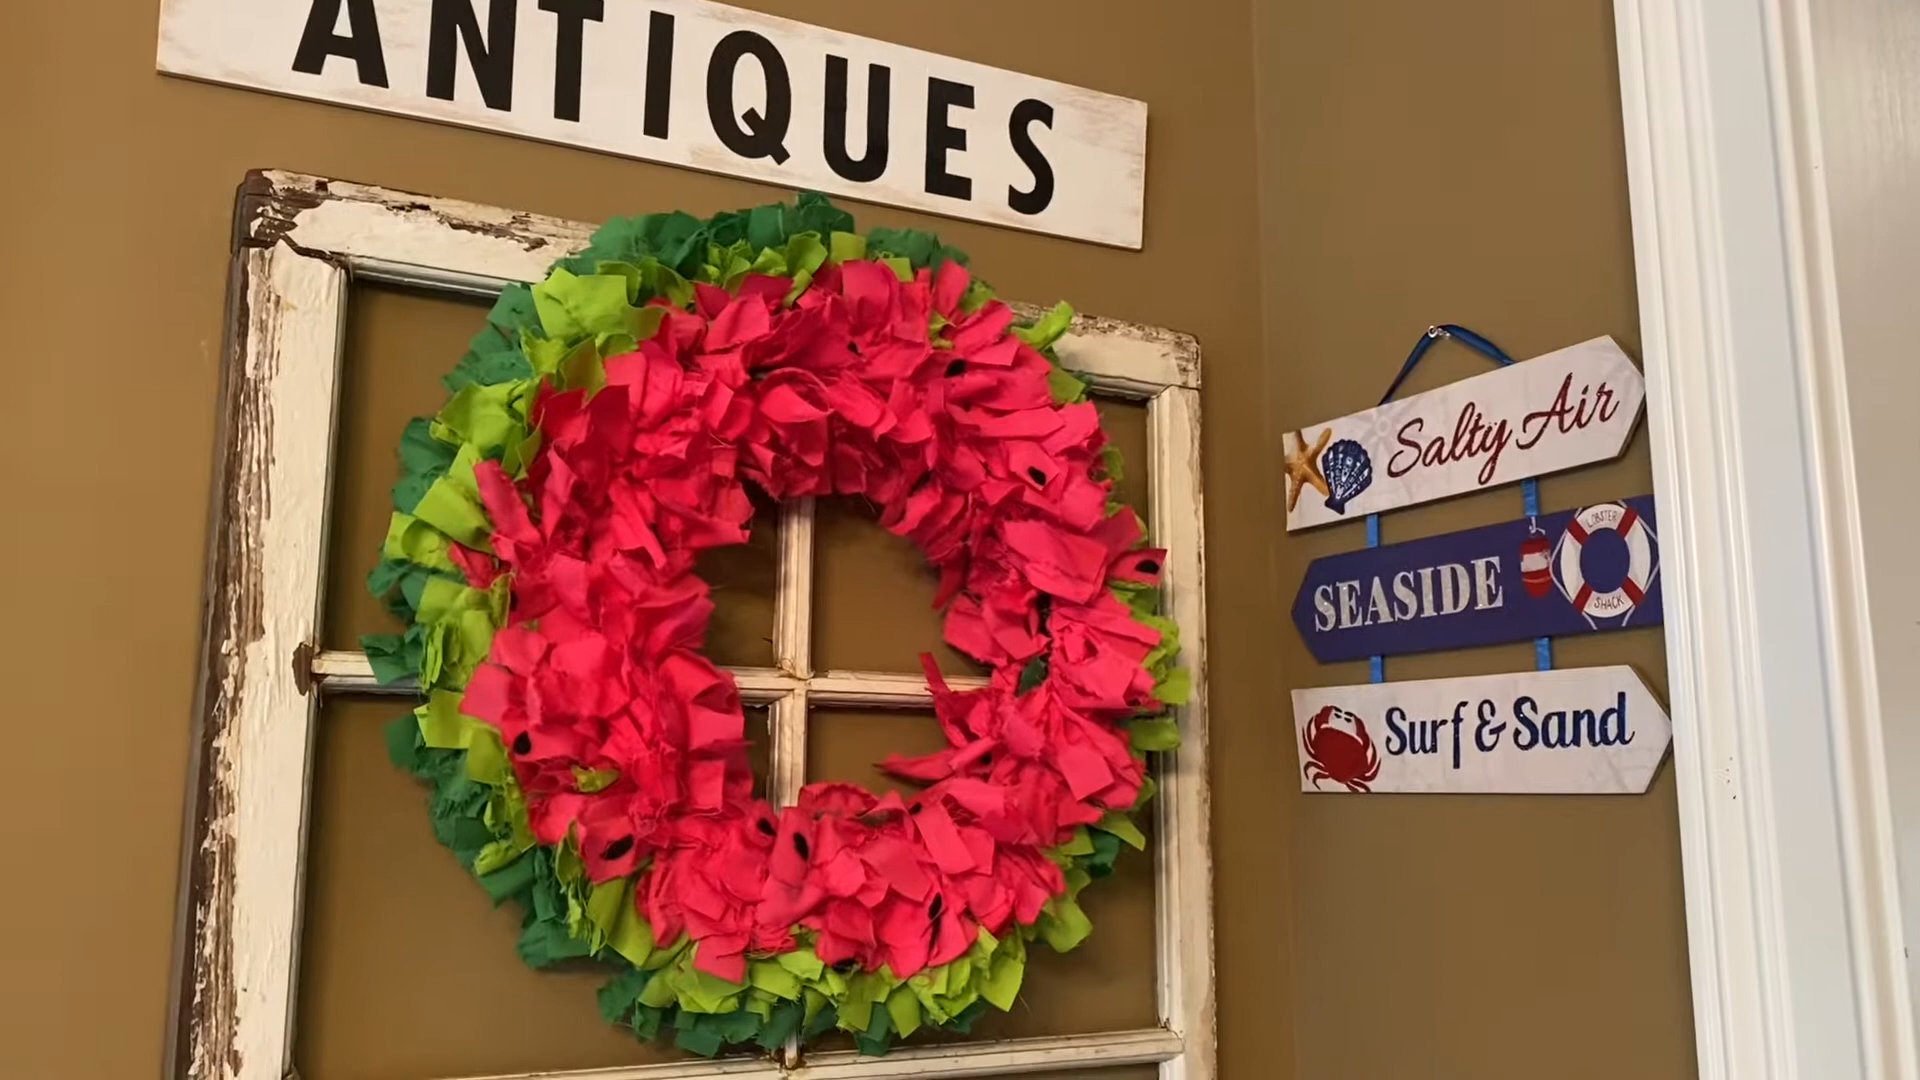 ANTIQUES
Salty Air
SEASIDE
LOBSTER
SHACK
Surf & Sand